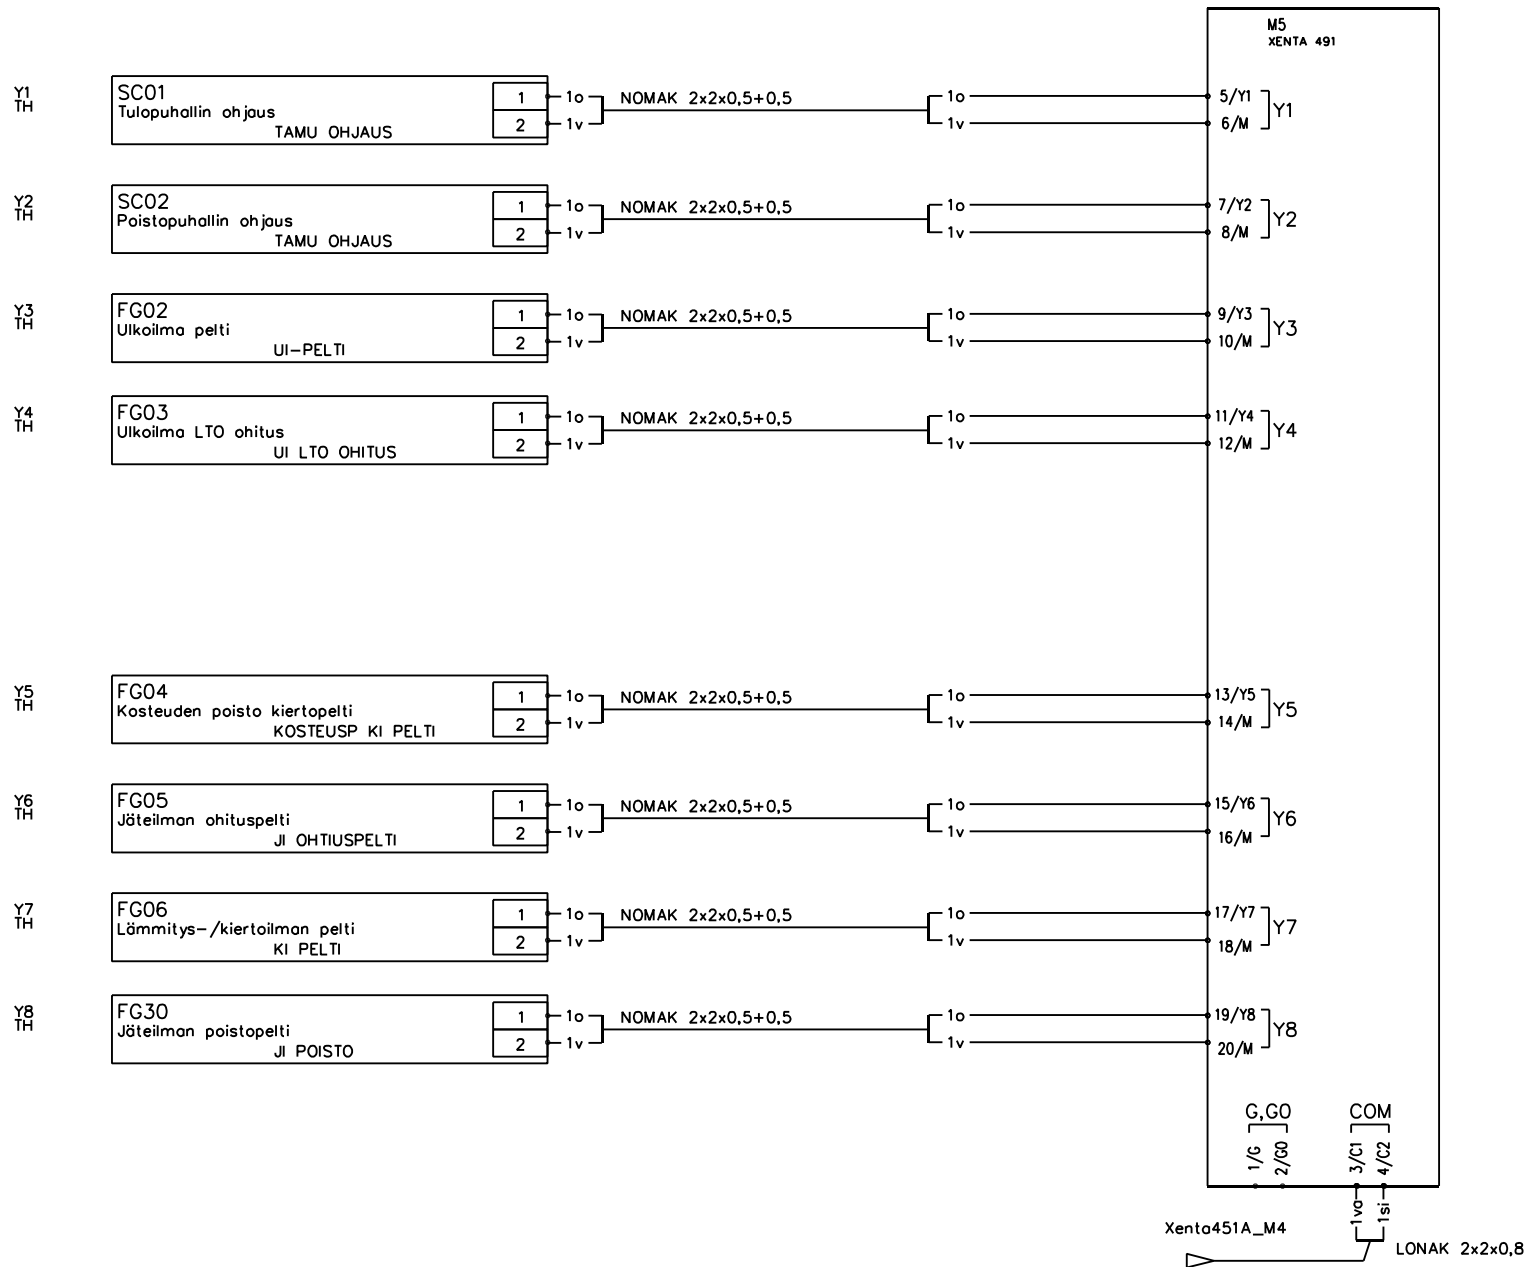 M5
XENTA 491
Y1
TH
SC01
Tulopuhallin ohjaus
TAMU OHJAUS
1
2
1o
1v
NOMAK 2x2x0,5+0,5
1o
1v
5/Y1
6/M
Y1
Y2
TH
SC02
Poistopuhallin ohjaus
TAMU OHJAUS
1
2
1o
1v
NOMAK 2x2x0,5+0,5
1o
1v
7/Y2
8/M
Y2
Y3
TH
FG02
Ulkoilma pelti
UI-PELTI
1
2
1o
1v
NOMAK 2x2x0,5+0,5
1o
1v
9/Y3
10/M
Y3
Y4
TH
FG03
Ulkoilma LTO ohitus
UI LTO OHITUS
1
2
1o
1v
NOMAK 2x2x0,5+0,5
1o
1v
11/Y4
12/M
Y4
Y5
TH
FG04
Kosteuden poisto kiertopelti
KOSTEUSP KI PELTI
1
2
1o
1v
NOMAK 2x2x0,5+0,5
1o
1v
13/Y5
14/M
Y5
Y6
TH
FG05
Jäteilman ohituspelti
JI OHTIUSPELTI
1
2
1o
1v
NOMAK 2x2x0,5+0,5
1o
1v
15/Y6
16/M
Y6
Y7
TH
FG06
Lämmitys-/kiertoilman pelti
KI PELTI
1
2
1o
1v
NOMAK 2x2x0,5+0,5
1o
1v
17/Y7
18/M
Y7
Y8
TH
FG30
Jäteilman poistopelti
JI POISTO
1
2
1o
1v
NOMAK 2x2x0,5+0,5
1o
1v
19/Y8
20/M
Y8
G,G0
COM
1/G
2/G0
3/C1
4/C2
1va
1si
Xenta451A_M4
LONAK 2x2x0,8